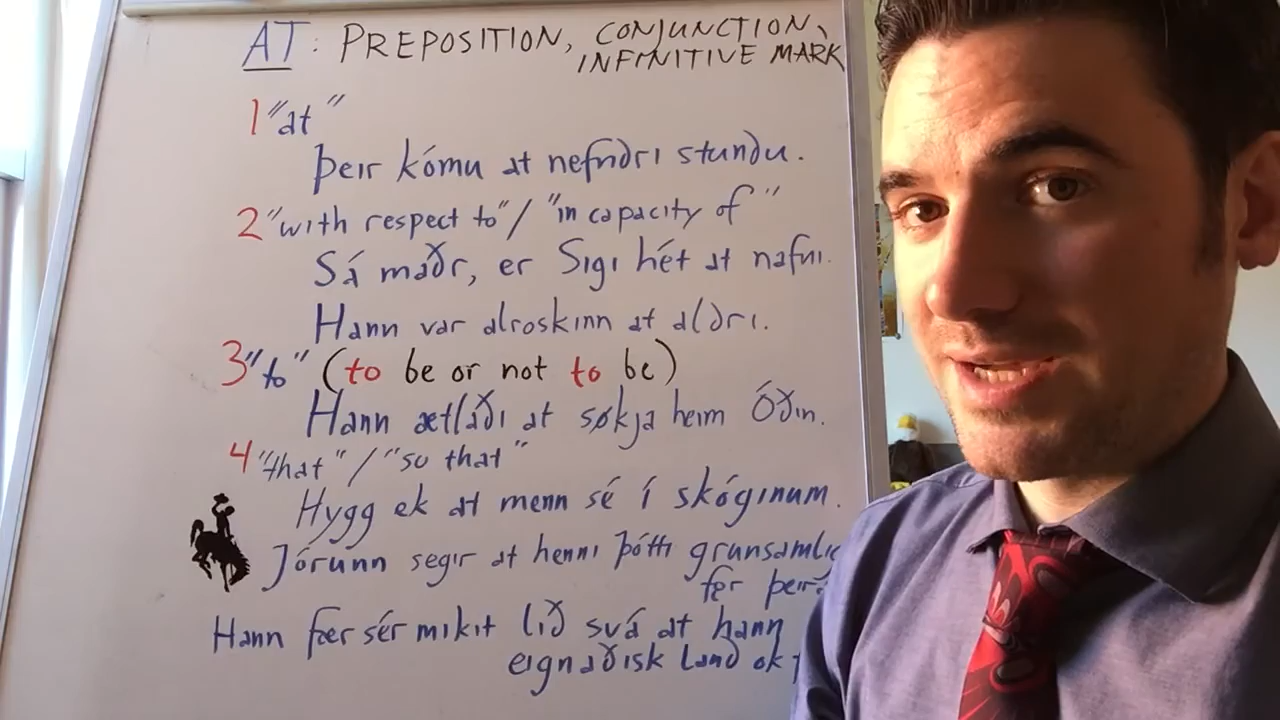 AT: PREPOSITION, CONJUNCTION,
INFINITIVE MARK
1 "at"
Þeir kómu at nefndri stundu.
2 "with respect to" / "in capacity of"
Sá maðr, er Sigi hét at nafni.
Hann var alroskinn at aldri.
3 "to" (to be or not to be)
Hann ætlaði at søkja heim Óðin.
4 "that" / "so that"
Hygg ek at menn sé í skóginum.
Jórunn segir at henni þótti grunsamlig
fǫr
Hann fær sér mikit lið svá at hann
eignaðisk land ok